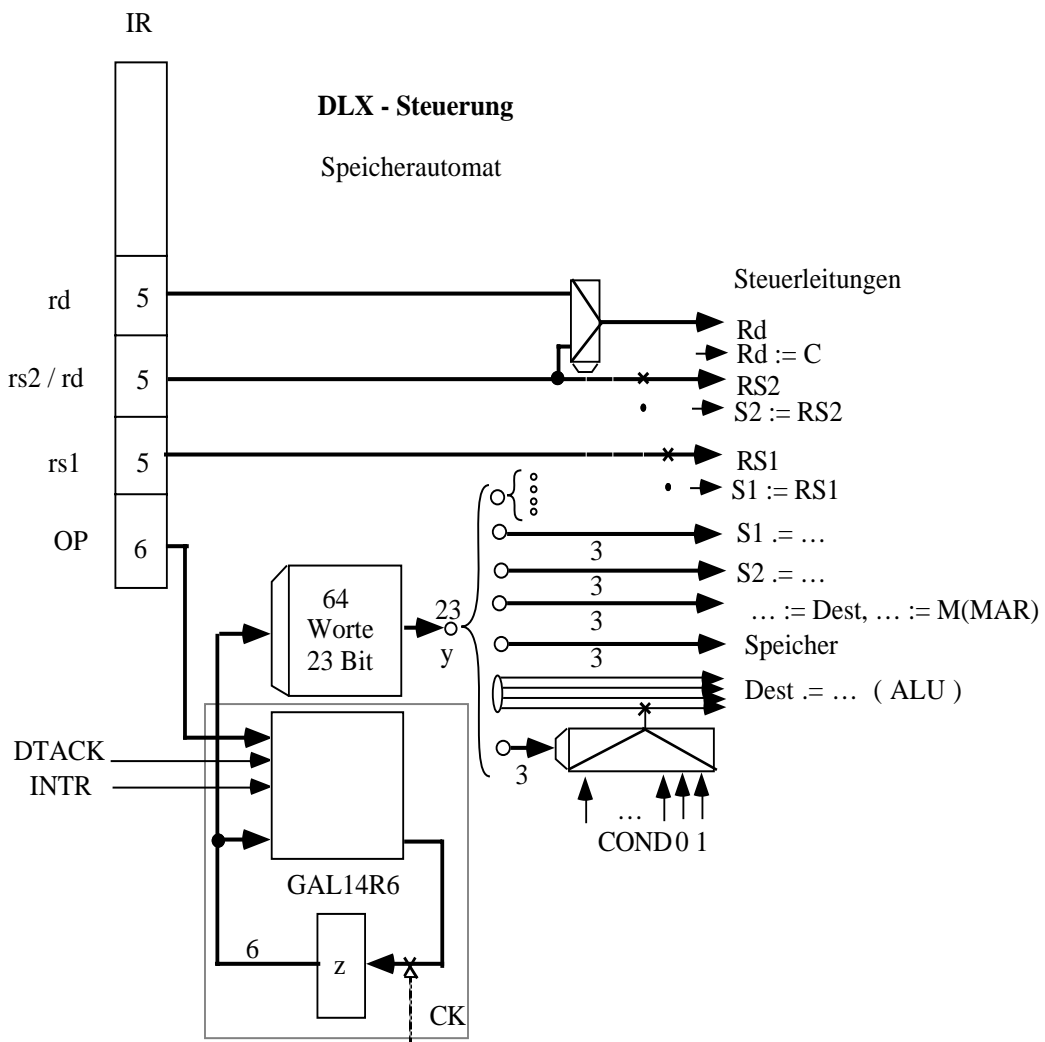 IR
DLX - Steuerung
Speicherautomat
Steuerleitungen
rd
5
Rd
Rd := C
rs2 / rd
5
RS2
S2 := RS2
rs1
5
RS1
S1 := RS1
OP
6
3
S1 .= …
3
S2 .= …
3
… := Dest, … := M(MAR)
3
Speicher
64
Worte
23 Bit
23
y
Dest .= … ( ALU )
DTACK
INTR
3
…
COND 0 1
GAL14R6
6
z
CK